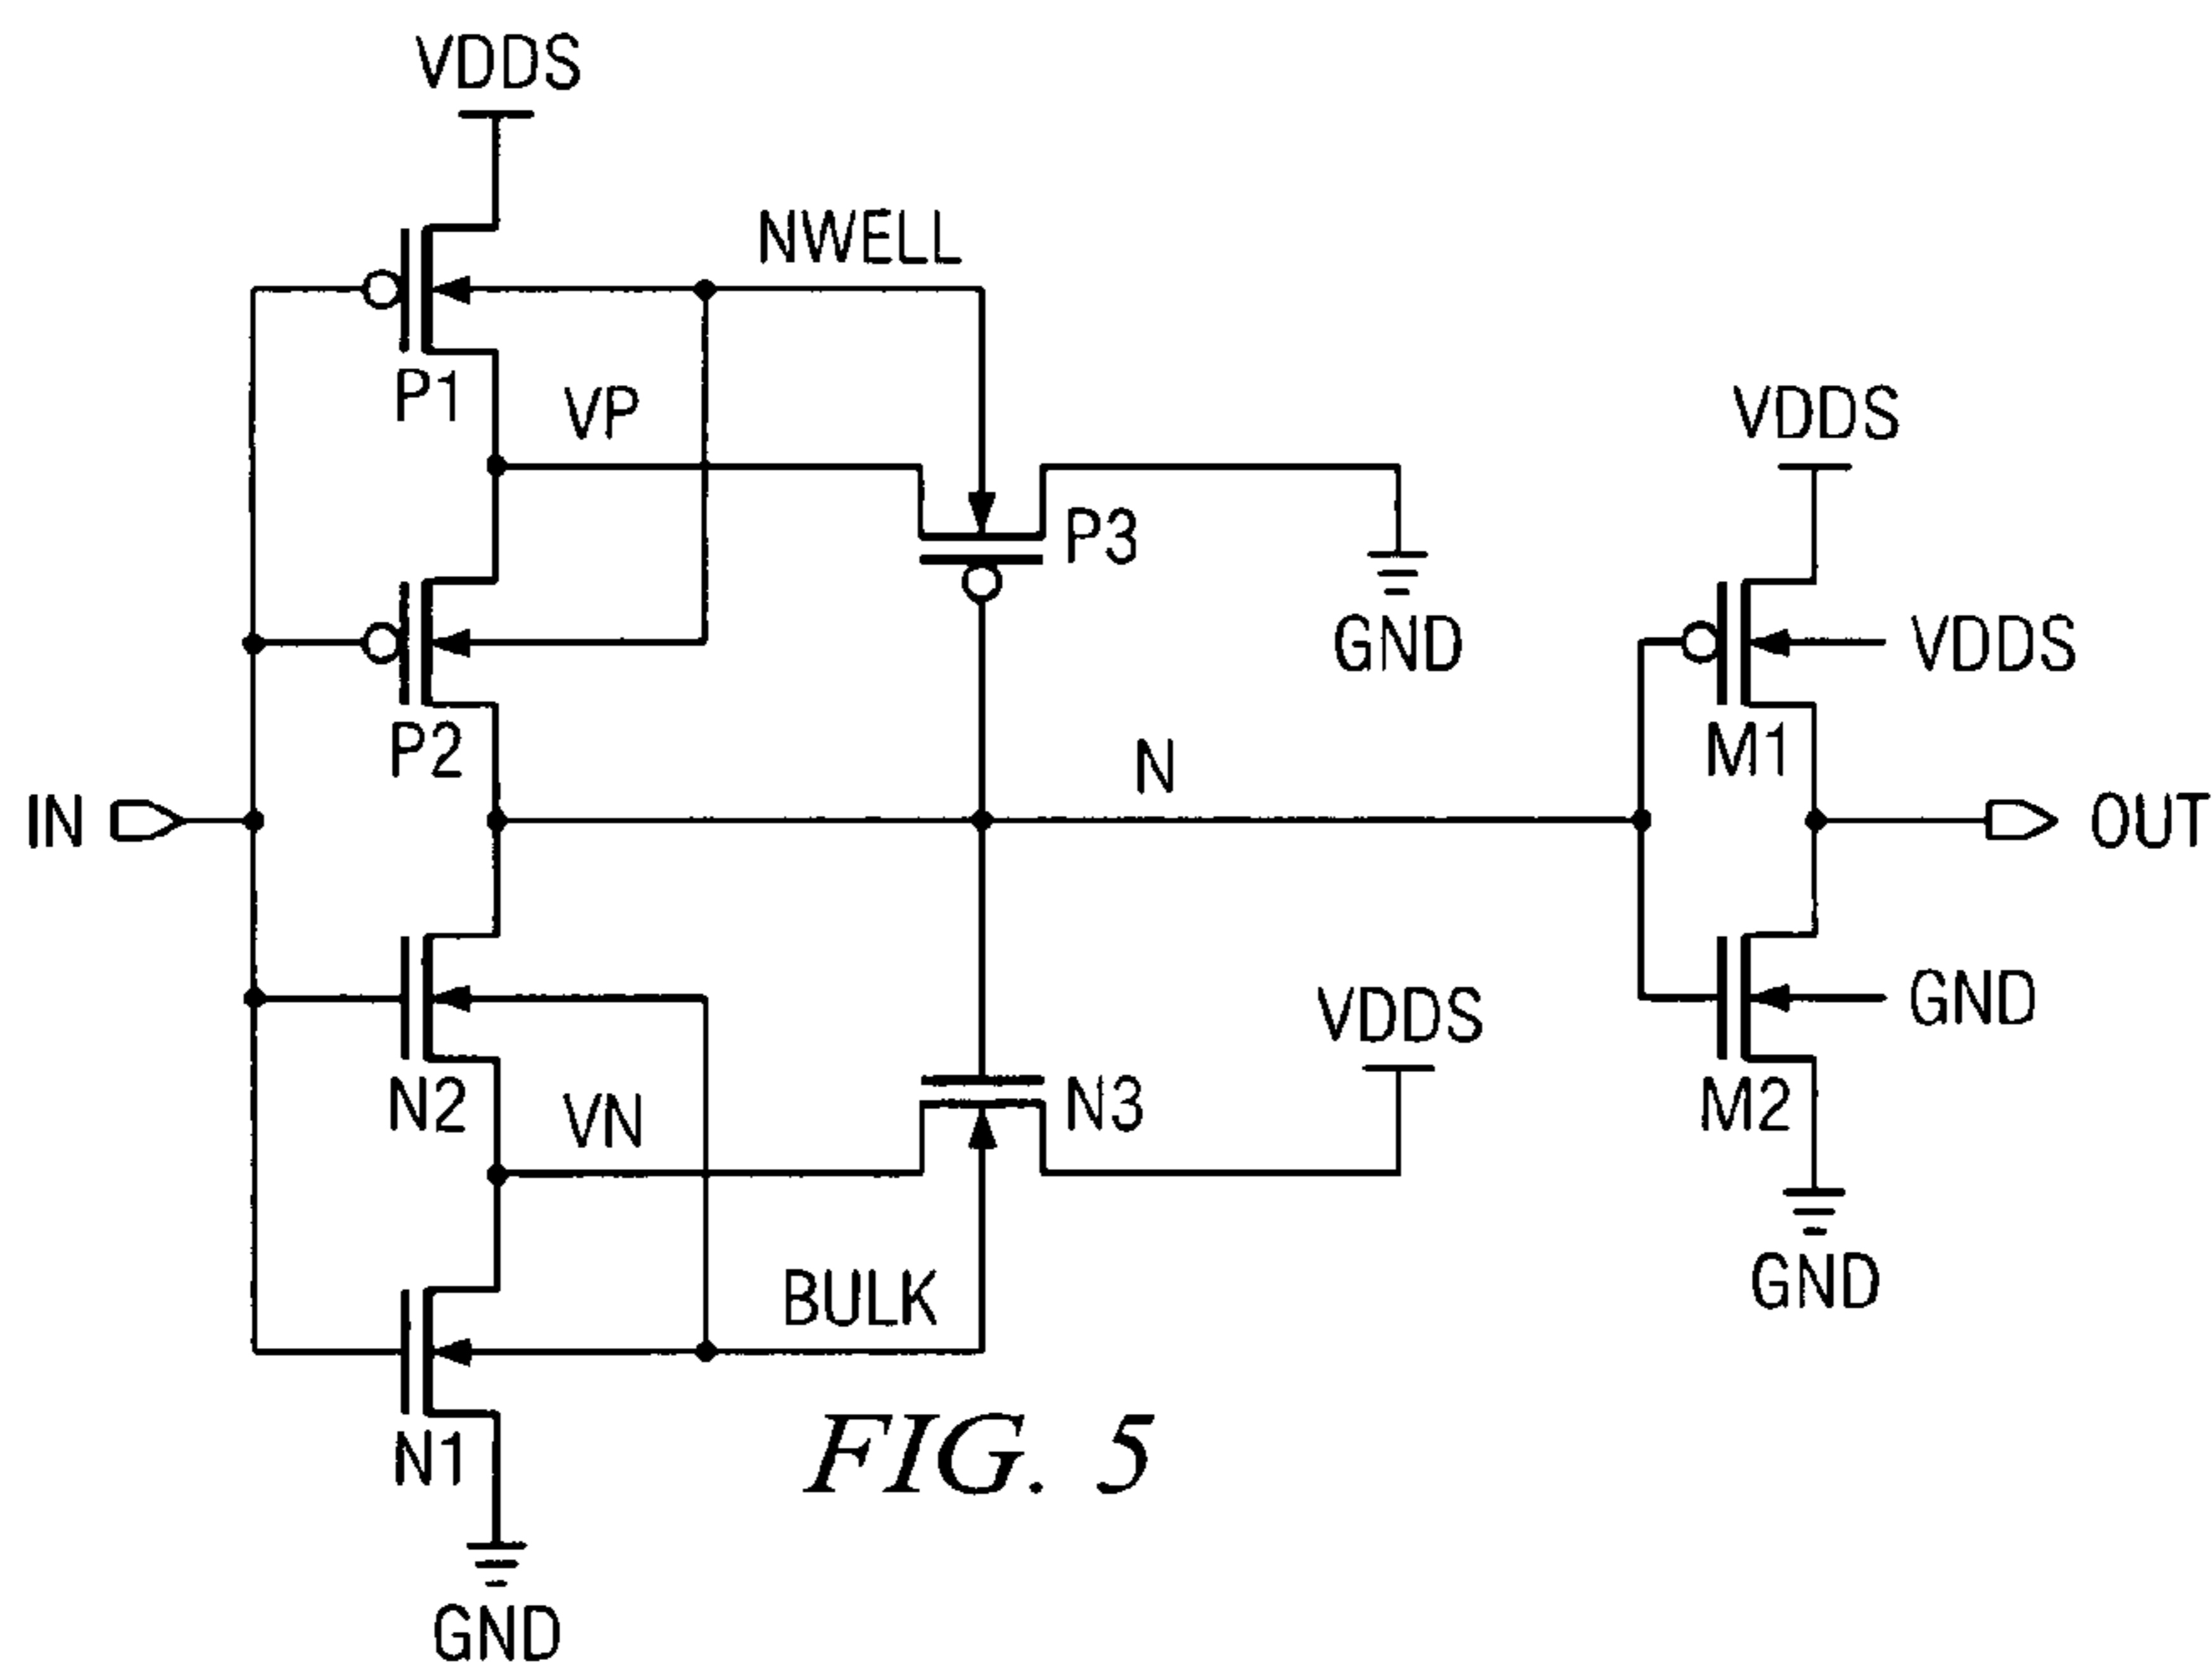 VDDS
NWELL
P1
VP
VDDS
P3
GND
VDDS
P2
M1
N
IN
OUT
GND
VDDS
N2
VN
N3
M2
BULK
GND
N1
FIG. 5
GND